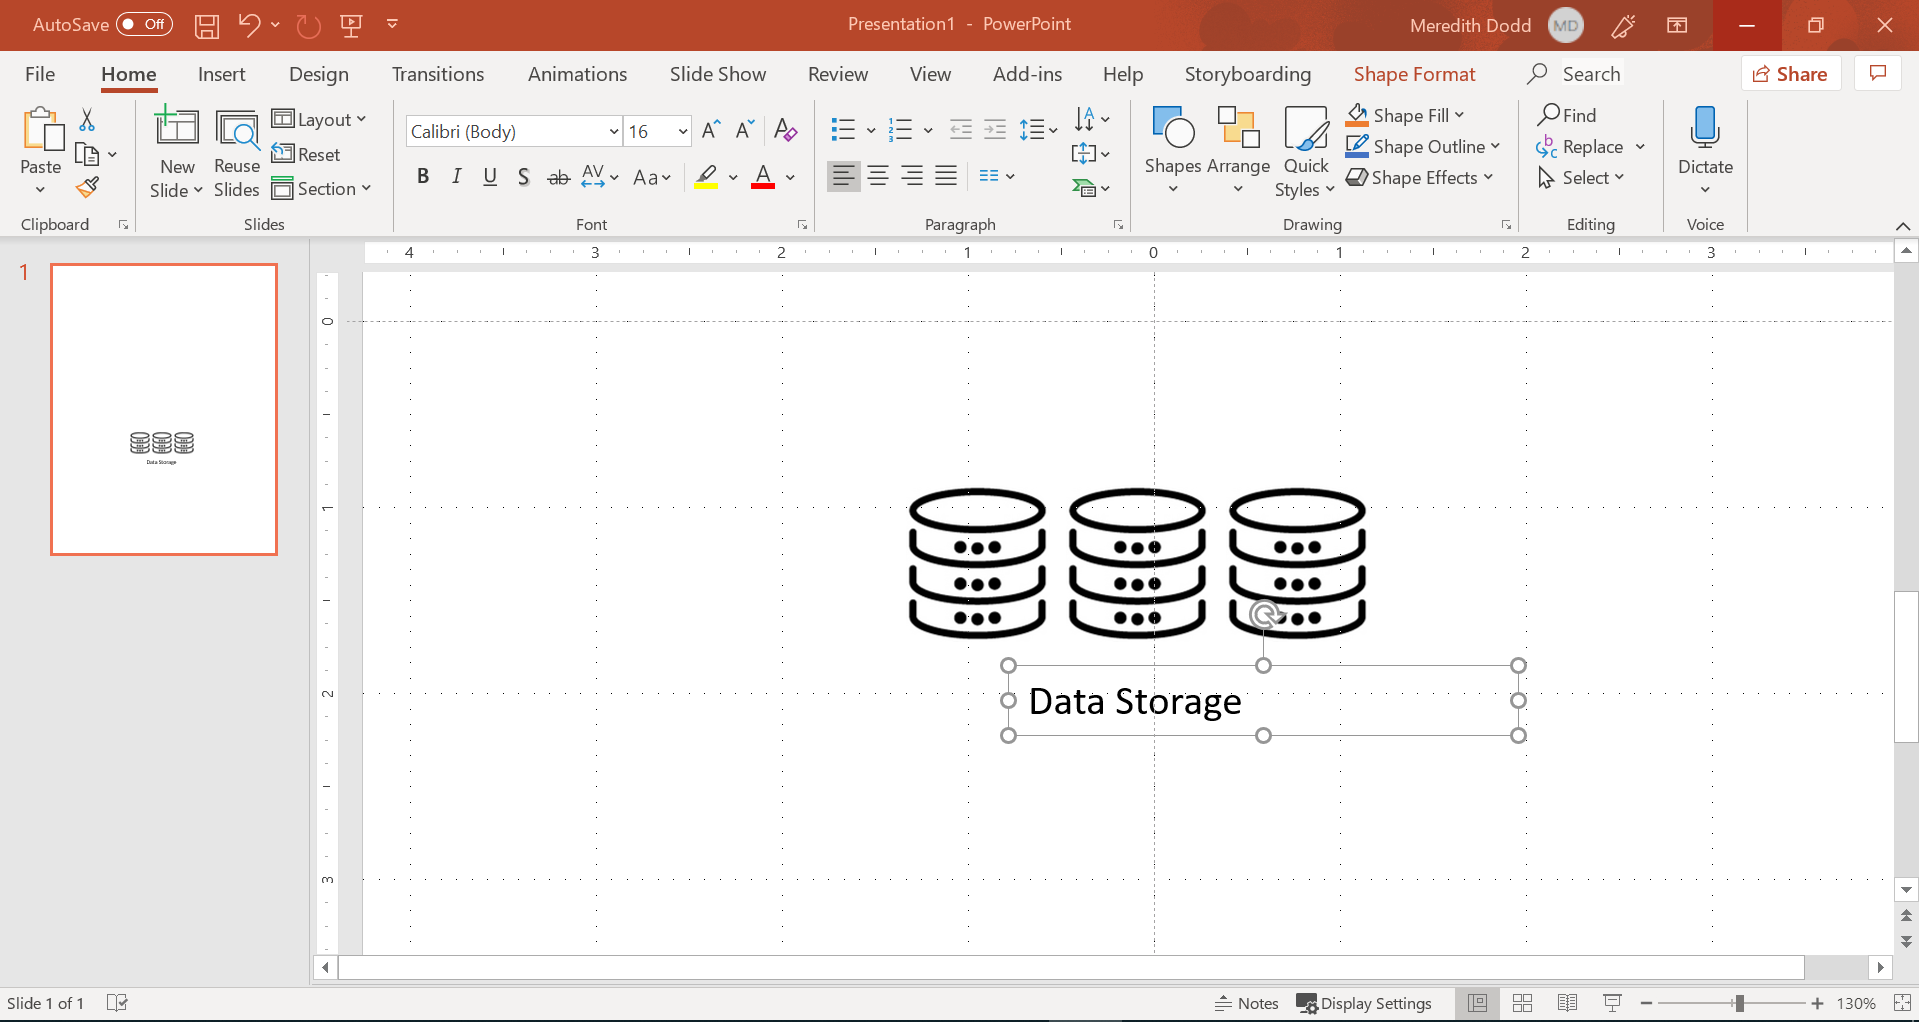 AutoSave Off Presentation1 - PowerPoint Meredith Dodd MD
File Home Insert Design Transitions Animations Slide Show Review View Add-ins Help Storyboarding Shape Format Search Share
Paste
Clipboard
New Slide
Reuse Slides
Layout
Reset
Section
Slides
Calibri (Body) 16
B I U S ab AV Aa A
Font
Paragraph
Shapes
Arrange
Quick Styles
Shape Fill
Shape Outline
Shape Effects
Drawing
Find
Replace
Select
Editing
Dictate
Voice
1
Data Storage
4 3 2 1 0 1 2 3
0
1
2
3
Data Storage
Slide 1 of 1 Notes Display Settings 130%